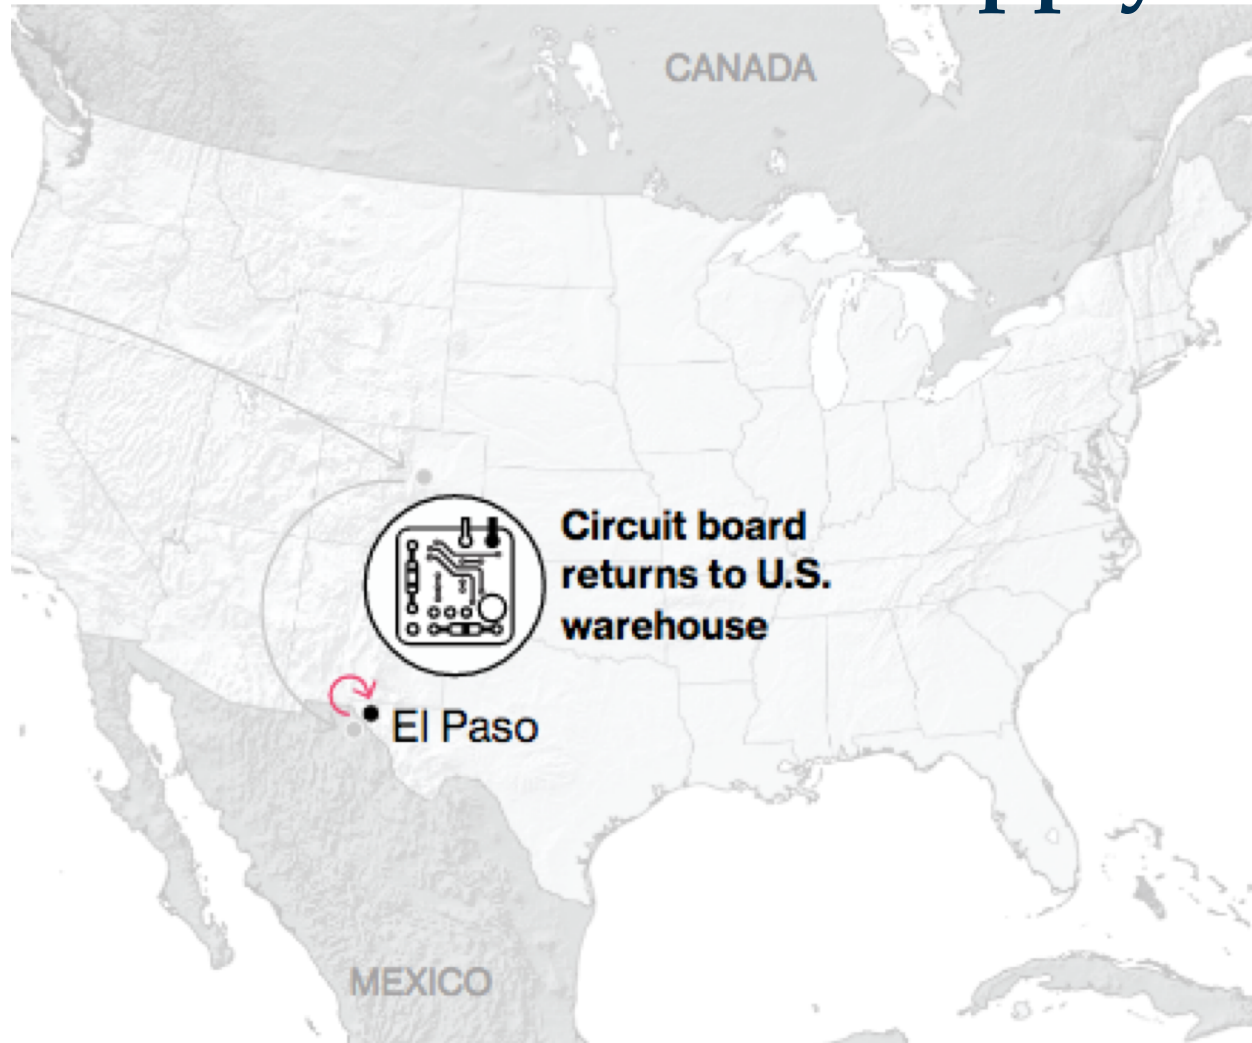 CANADA
Circuit board
returns to U.S.
warehouse
El Paso
MEXICO